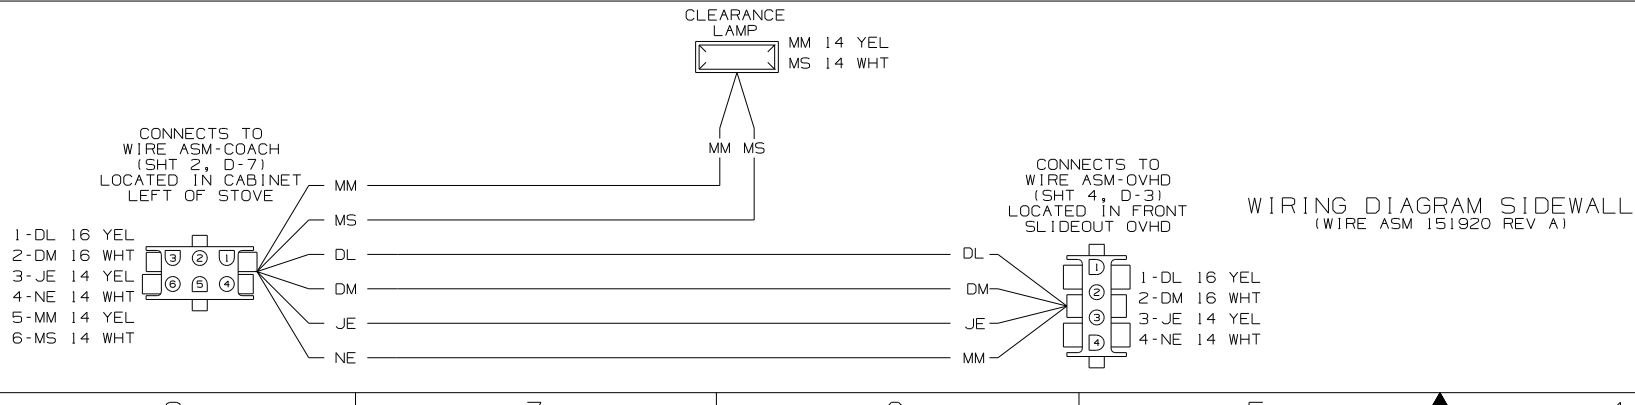 CLEARANCE
LAMP
MM 14 YEL
MS 14 WHT
MM MS
CONNECTS TO
WIRE ASM-COACH
(SHT 2, D-7)
LOCATED IN CABINET
LEFT OF STOVE
1-DL 16 YEL
2-DM 16 WHT
3-JE 14 YEL
4-NE 14 WHT
5-MM 14 YEL
6-MS 14 WHT
3 2 1
6 5 4
MM
MS
DL
DM
JE
NE
DL
DM
JE
MM
CONNECTS TO
WIRE ASM-OVHD
(SHT 4, D-3)
LOCATED IN FRONT
SLIDEOUT OVHD
1
2
3
4
1-DL 16 YEL
2-DM 16 WHT
3-JE 14 YEL
4-NE 14 WHT
WIRING DIAGRAM SIDEWALL
(WIRE ASM 151920 REV A)